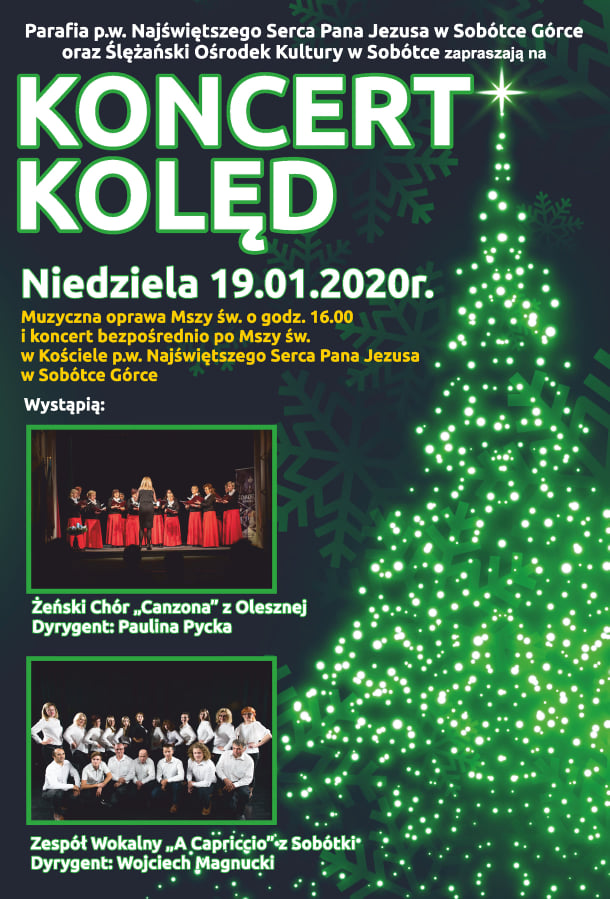 Parafia p.w. Najświętszego Serca Pana Jezusa w Sobótce Górce
oraz Ślężański Ośrodek Kultury w Sobótce zapraszają na
KONCERT
KOLĘD
Niedziela 19.01.2020r.
Muzyczna oprawa Mszy św. o godz. 16.00
i koncert bezpośrednio po Mszy św.
w Kościele p.w. Najświętszego Serca Pana Jezusa
w Sobótce Górce
Wystąpią:
Żeński Chór „Canzona” z Olesznej
Dyrygent: Paulina Pycka
Zespół Wokalny „A Capriccio” z Sobótki
Dyrygent: Wojciech Magnucki